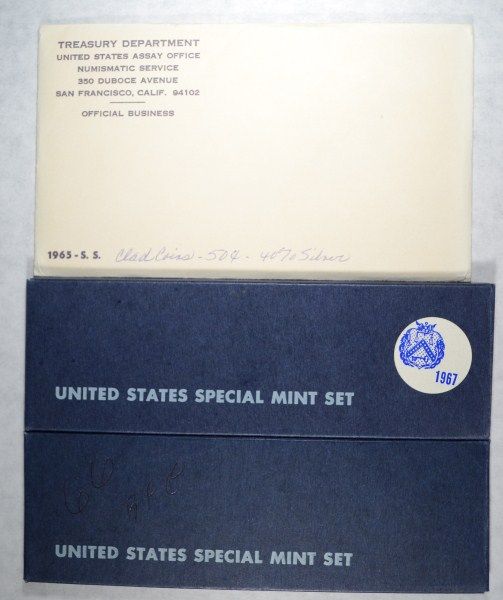 TREASURY DEPARTMENT
UNITED STATES ASSAY OFFICE
NUMISMATIC SERVICE
350 DUBOCE AVENUE
SAN FRANCISCO, CALIF. 94102
OFFICIAL BUSINESS
1965 - S. S. Clad Coins - 50¢ - 40% Silver
1967
UNITED STATES SPECIAL MINT SET
66
UNITED STATES SPECIAL MINT SET